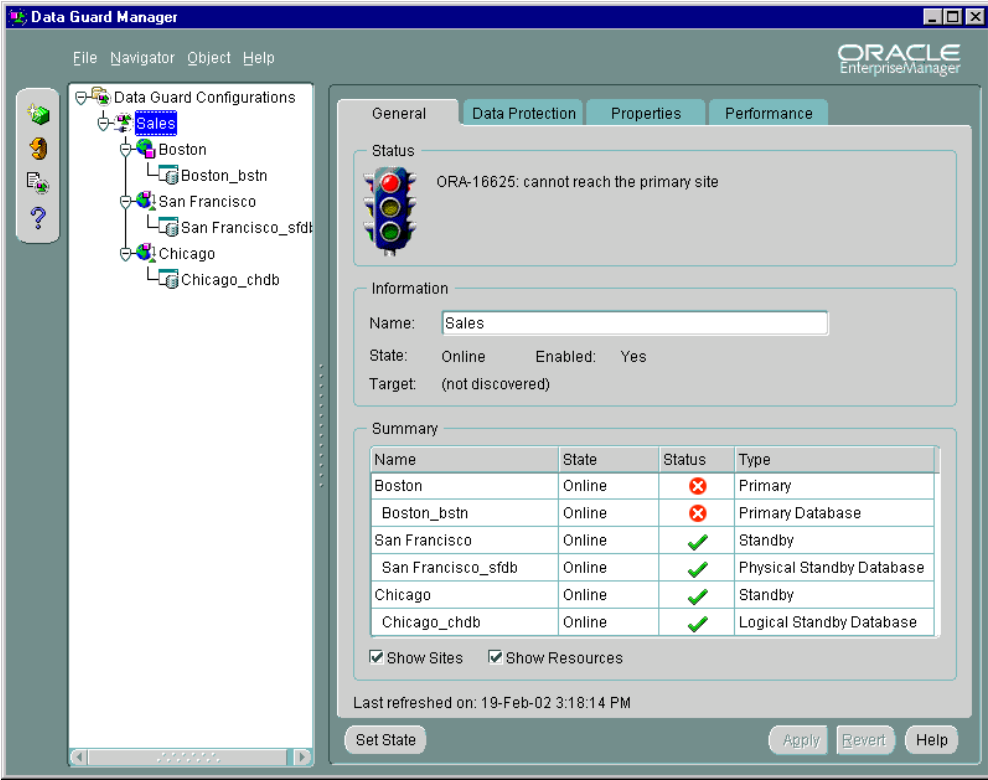 Data Guard Manager
File Navigator Object Help
ORACLE
EnterpriseManager
Data Guard Configurations
Sales
Boston
Boston_bstn
San Francisco
San Francisco_sfdb
Chicago
Chicago_chdb
General Data Protection Properties Performance
Status
ORA-16625: cannot reach the primary site
Information
Name: Sales
State: Online Enabled: Yes
Target: (not discovered)
Summary
Name State Status Type
Boston Online Primary
Boston_bstn Online Primary Database
San Francisco Online Standby
San Francisco_sfdb Online Physical Standby Database
Chicago Online Standby
Chicago_chdb Online Logical Standby Database
Show Sites Show Resources
Last refreshed on: 19-Feb-02 3:18:14 PM
Set State Apply Revert Help